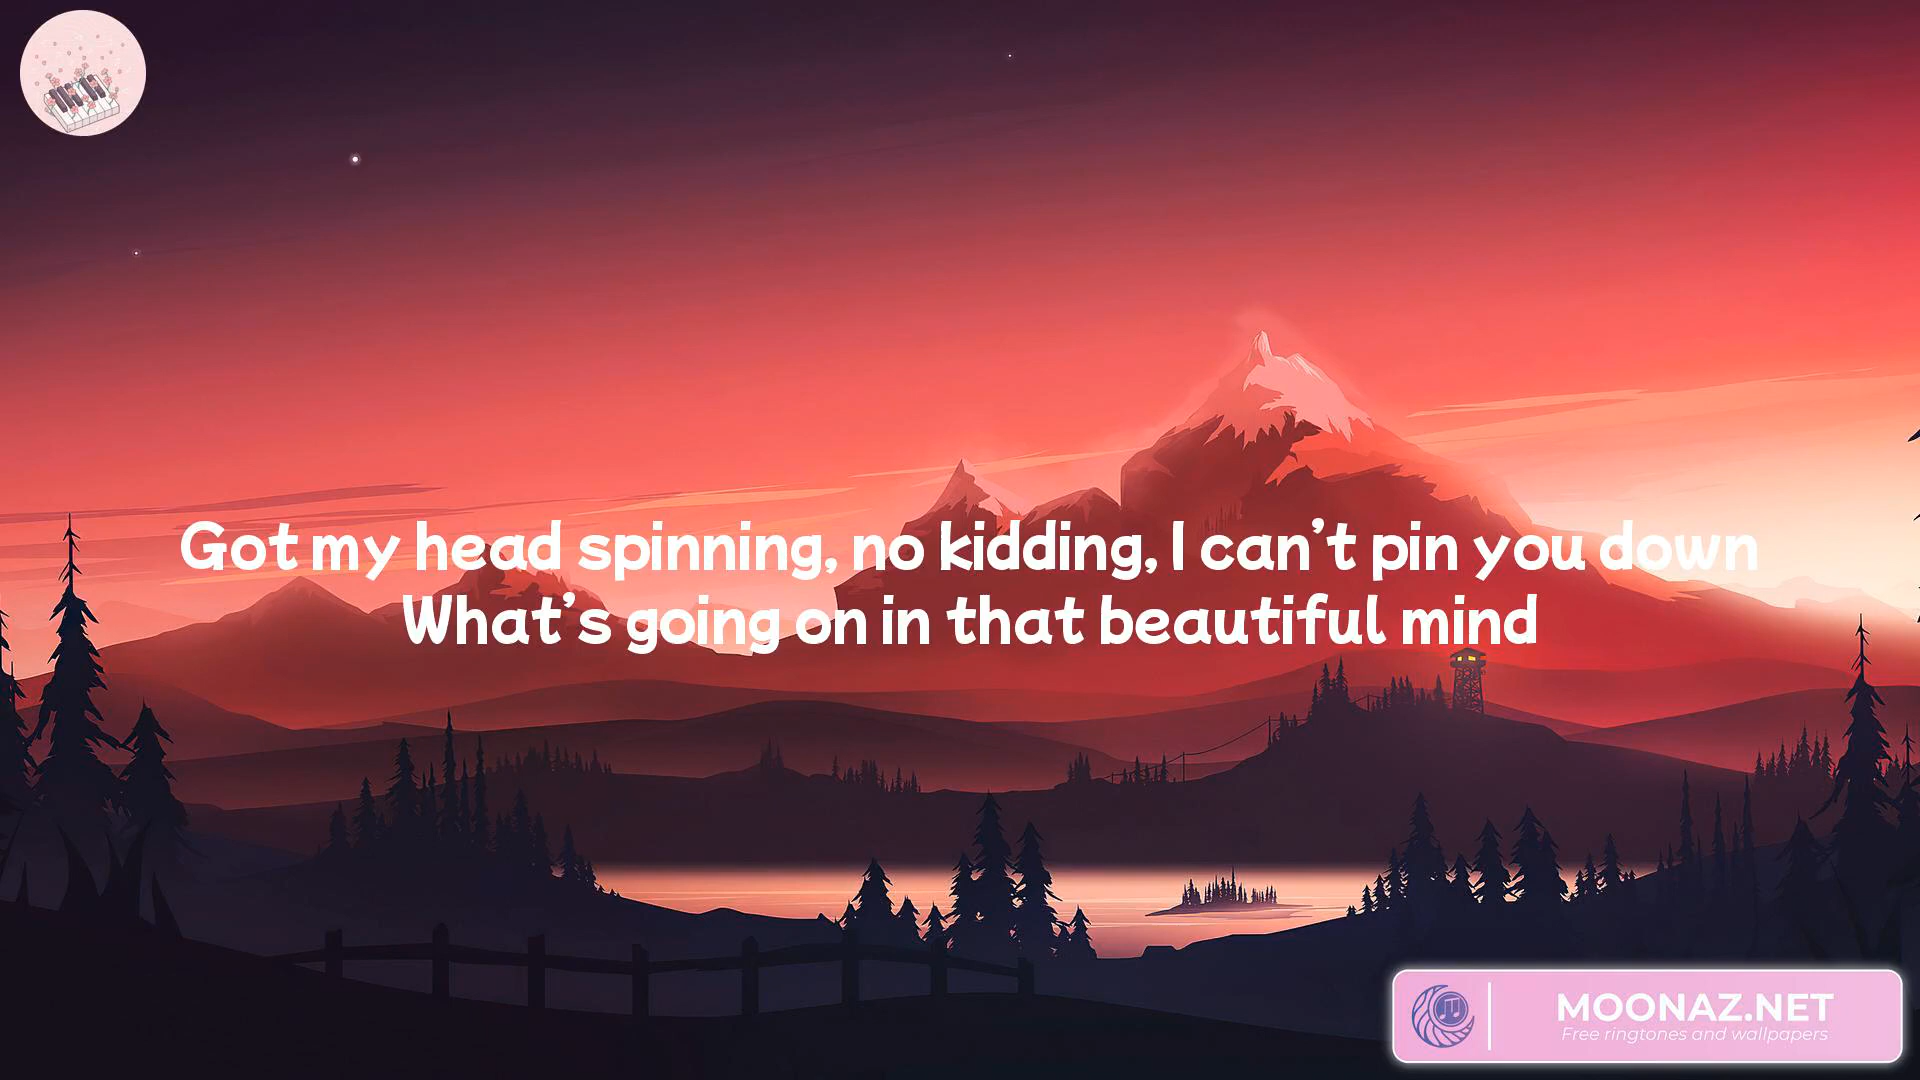 Got my head spinning, no kidding, I can’t pin you down
What’s going on in that beautiful mind
MOONAZ.NET
Free ringtones and wallpapers